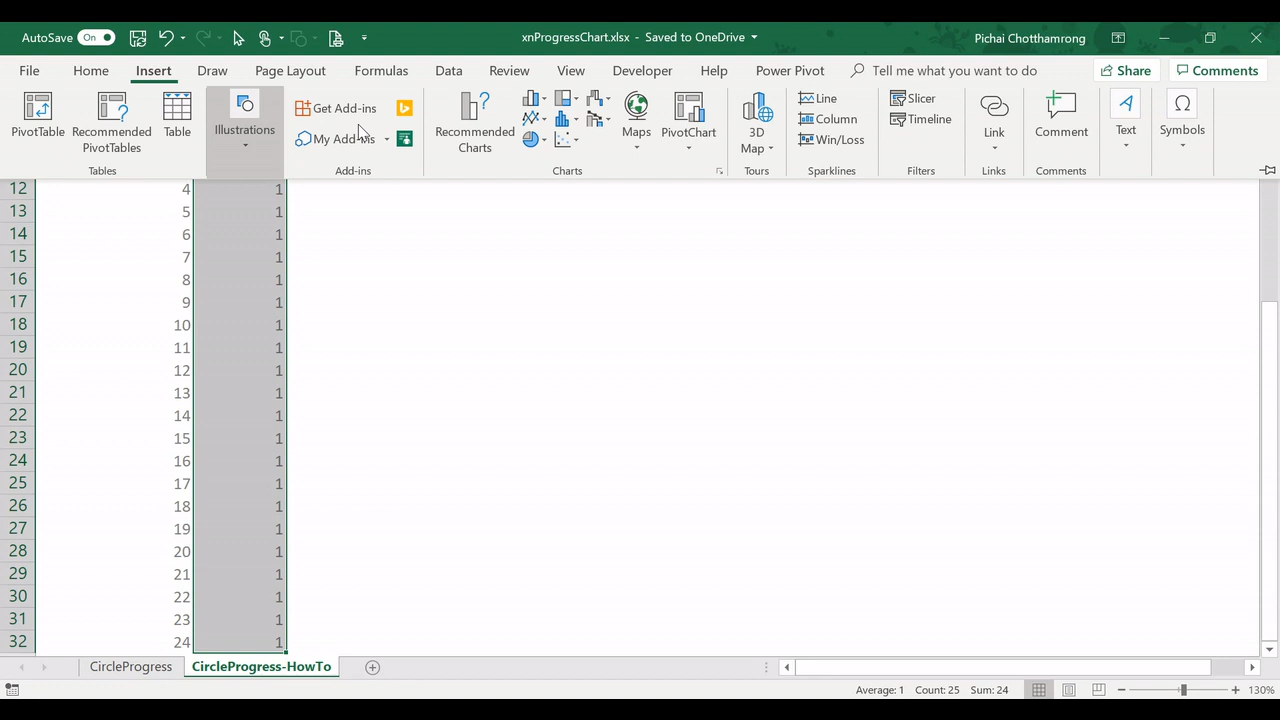 AutoSave On xnProgressChart.xlsx - Saved to OneDrive Pichai Chotthamrong
File Home Insert Draw Page Layout Formulas Data Review View Developer Help Power Pivot Tell me what you want to do Share Comments
PivotTable Recommended PivotTables Table Illustrations Get Add-ins My Add-ins Recommended Charts Maps PivotChart 3D Map Line Column Win/Loss Slicer Timeline Link Comment Text Symbols
Tables Add-ins Charts Tours Sparklines Filters Links Comments
12 4 1
13 5 1
14 6 1
15 7 1
16 8 1
17 9 1
18 10 1
19 11 1
20 12 1
21 13 1
22 14 1
23 15 1
24 16 1
25 17 1
26 18 1
27 19 1
28 20 1
29 21 1
30 22 1
31 23 1
32 24 1
CircleProgress CircleProgress-HowTo
Average: 1 Count: 25 Sum: 24 130%